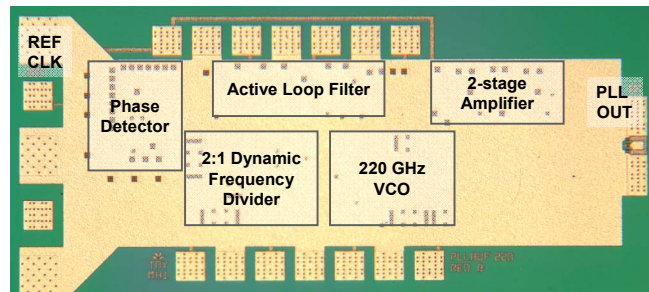 REF
CLK
Phase
Detector
Active Loop Filter
2-stage
Amplifier
PLL
OUT
2:1 Dynamic
Frequency
Divider
220 GHz
VCO